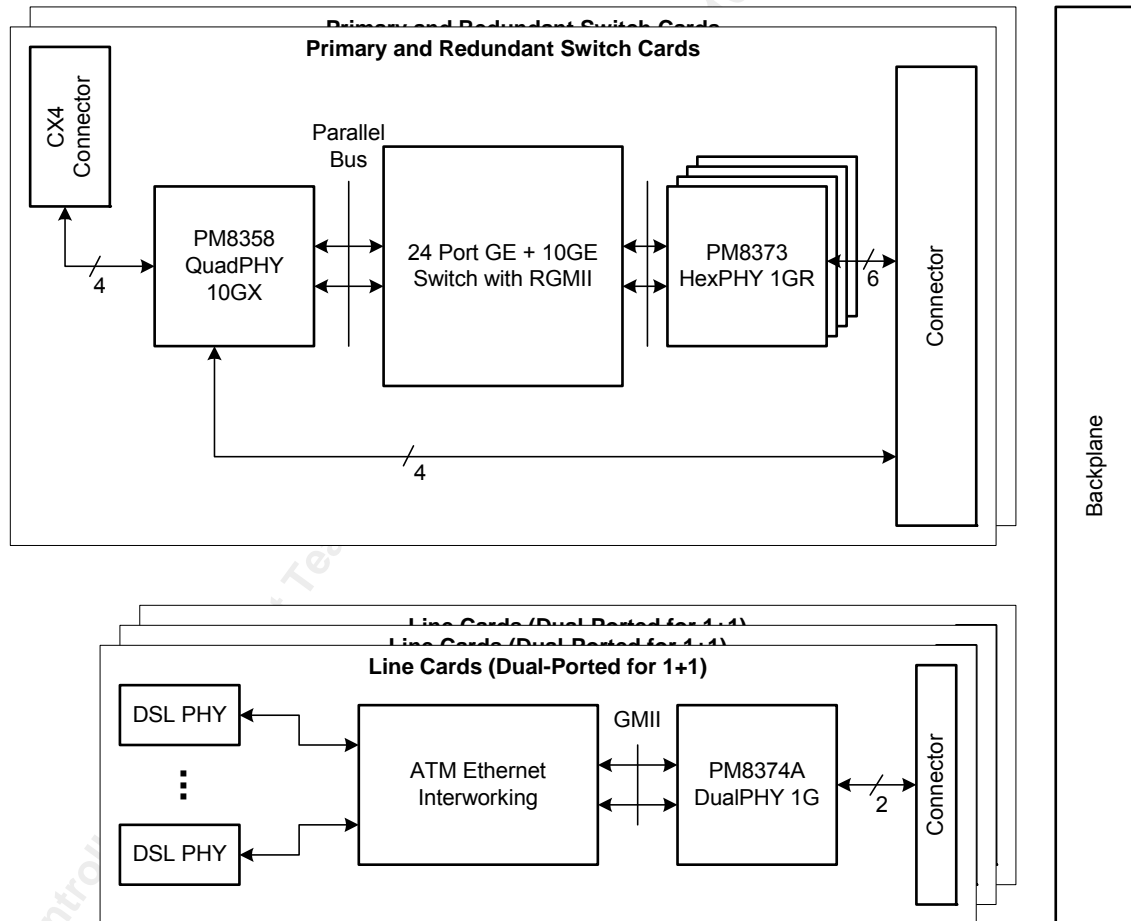 Primary and Redundant Switch Cards
Primary and Redundant Switch Cards
CX4
Connector
Parallel
Bus
PM8358
QuadPHY
10GX
24 Port GE + 10GE
Switch with RGMII
PM8373
HexPHY 1GR
Connector
4
6
4
Backplane
Line Cards (Dual-Ported for 1+1)
Line Cards (Dual-Ported for 1+1)
Line Cards (Dual-Ported for 1+1)
DSL PHY
GMII
ATM Ethernet
Interworking
PM8374A
DualPHY 1G
2
Connector
DSL PHY